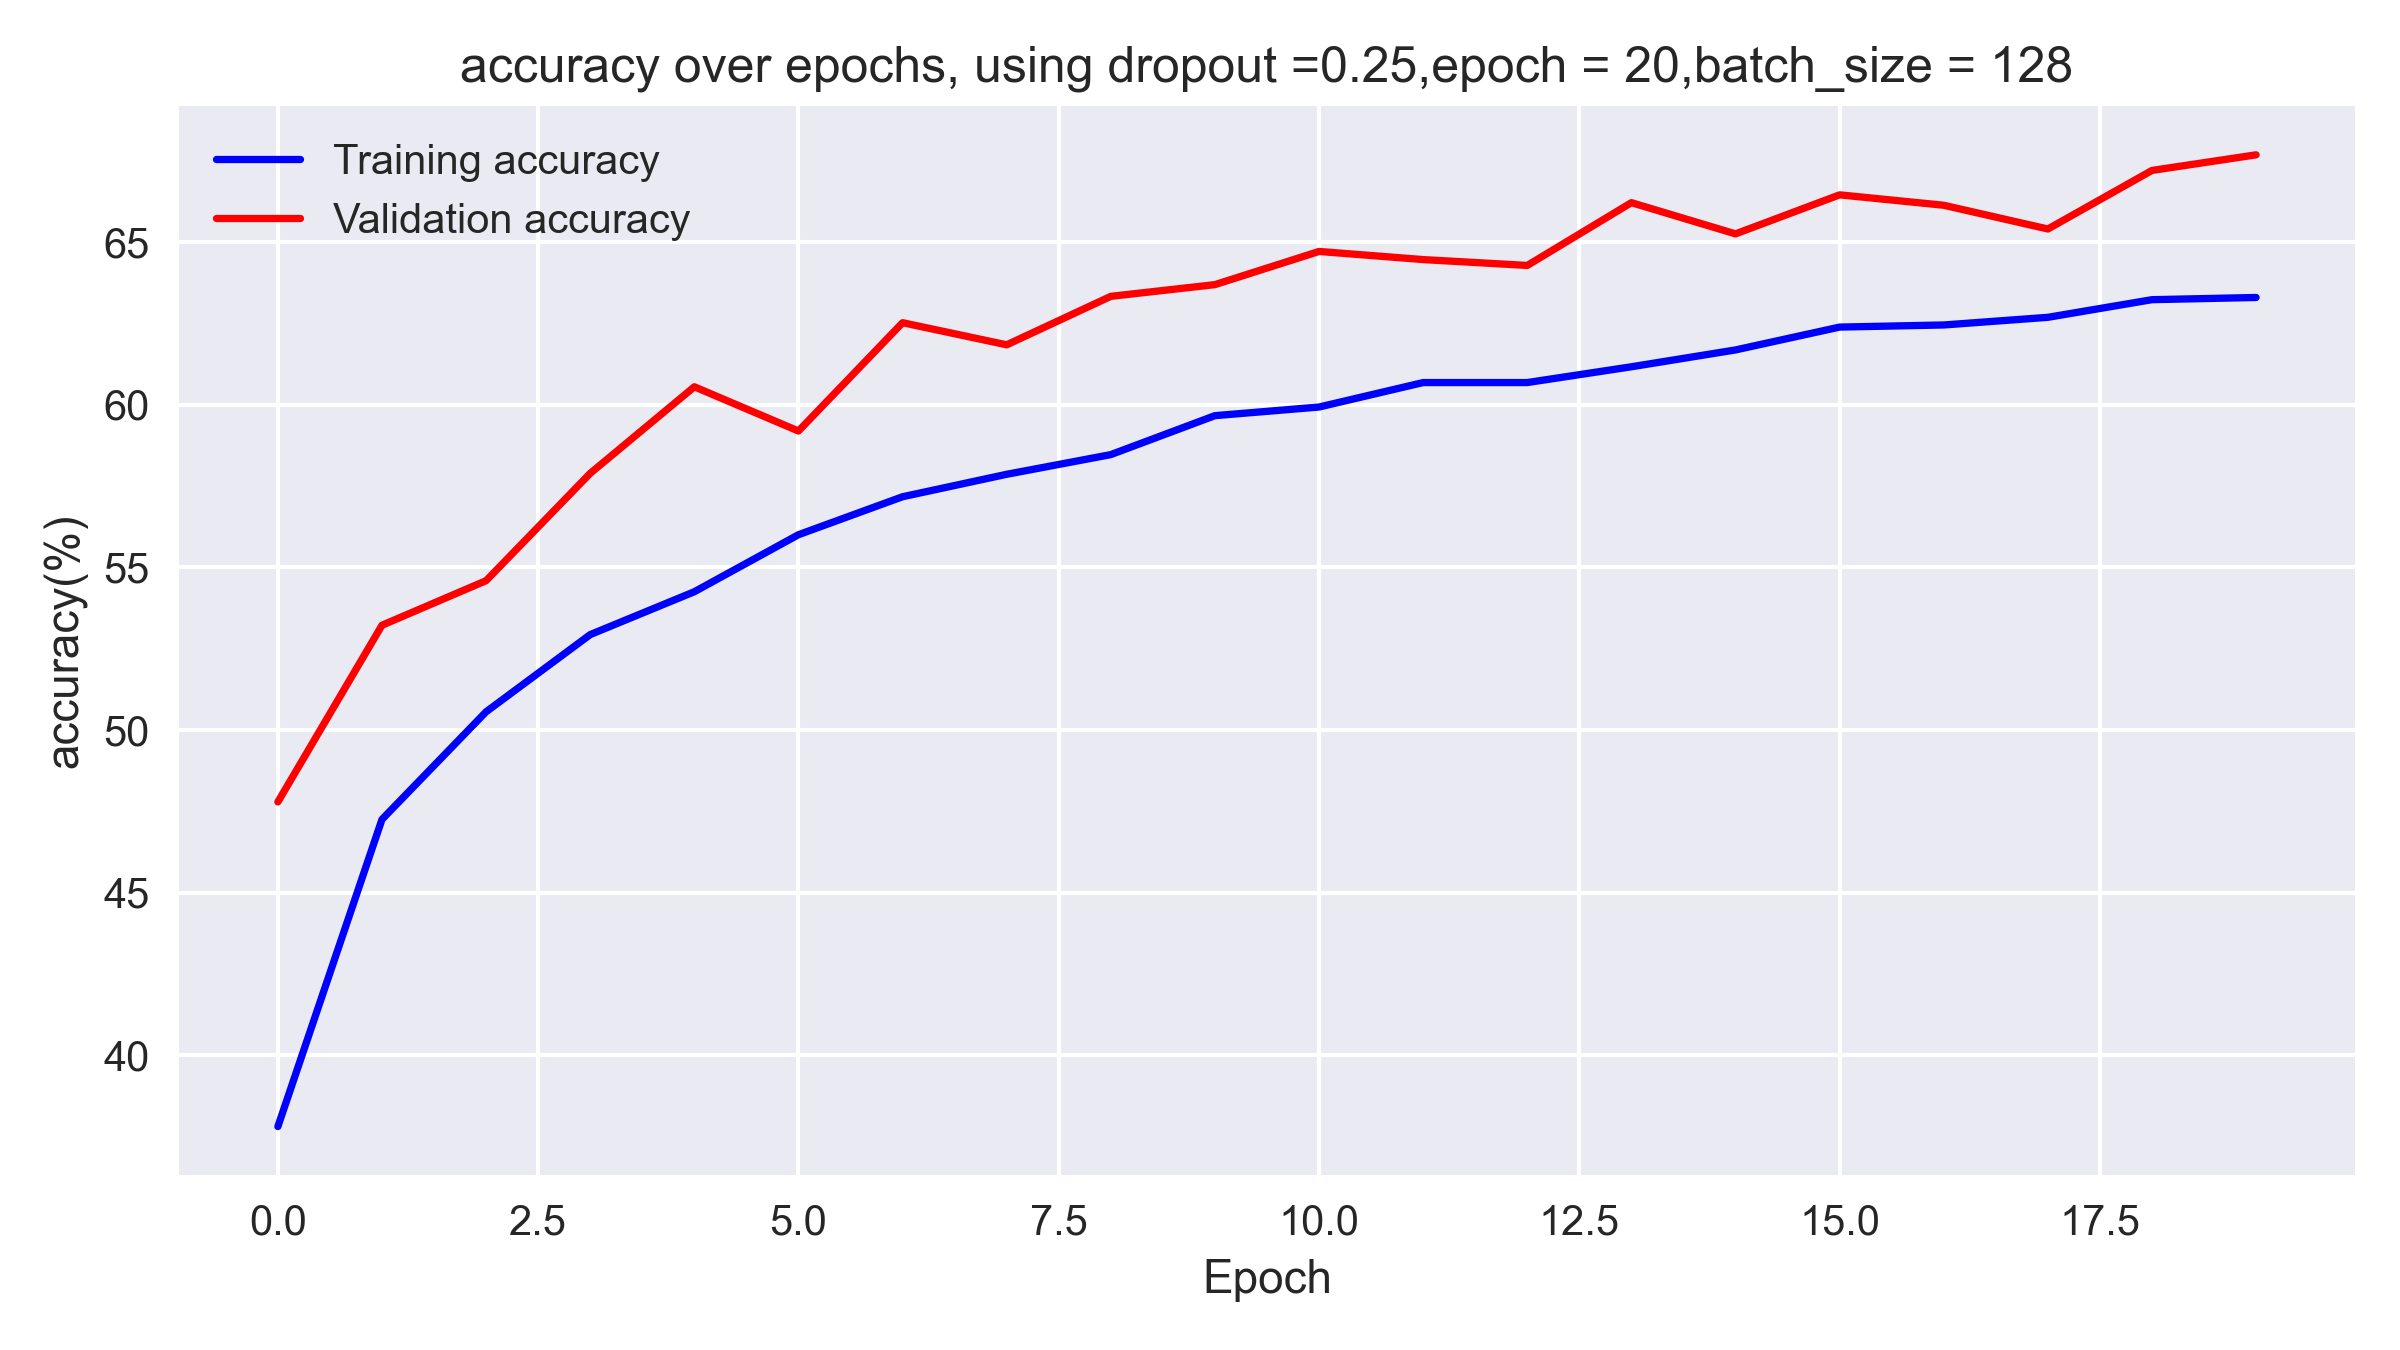 accuracy over epochs, using dropout =0.25,epoch = 20,batch_size = 128
Training accuracy
Validation accuracy
65
60
55
50
45
40
accuracy(%)
0.0 2.5 5.0 7.5 10.0 12.5 15.0 17.5
Epoch